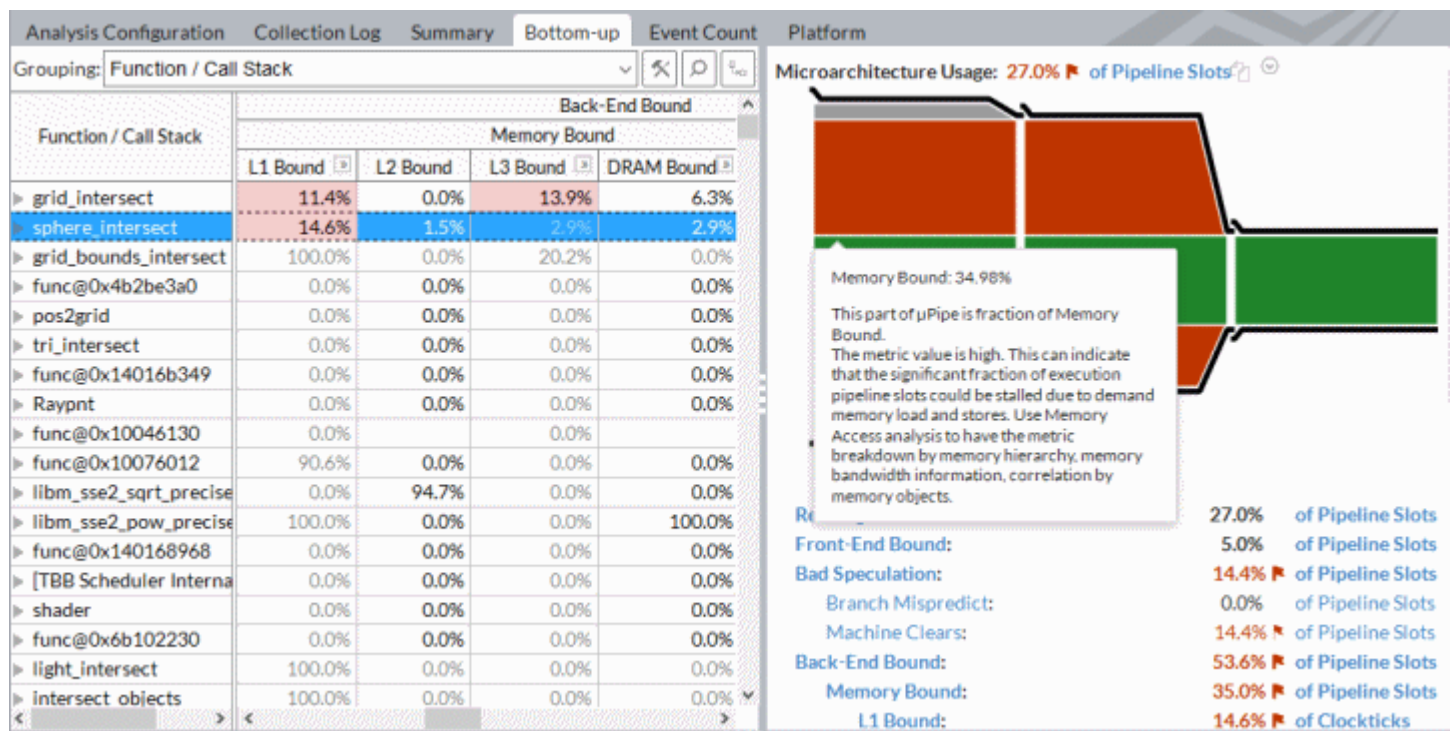 Analysis Configuration Collection Log Summary Bottom-up Event Count Platform
Grouping: Function / Call Stack
Function / Call Stack
Back-End Bound
Memory Bound
L1 Bound L2 Bound L3 Bound DRAM Bound
grid_intersect 11.4% 0.0% 13.9% 6.3%
sphere_intersect 14.6% 1.5% 2.9% 2.9%
grid_bounds_intersect 100.0% 0.0% 20.2% 0.0%
func@0x4b2be3a0 0.0% 0.0% 0.0% 0.0%
pos2grid 0.0% 0.0% 0.0% 0.0%
tri_intersect 0.0% 0.0% 0.0% 0.0%
func@0x14016b349 0.0% 0.0% 0.0% 0.0%
Raypnt 0.0% 0.0% 0.0% 0.0%
func@0x10046130 0.0% 0.0%
func@0x10076012 90.6% 0.0% 0.0% 0.0%
libm_sse2_sqrt_precise 0.0% 94.7% 0.0% 0.0%
libm_sse2_pow_precise 100.0% 0.0% 0.0% 100.0%
func@0x140168968 0.0% 0.0% 0.0% 0.0%
[TBB Scheduler Interna 0.0% 0.0% 0.0% 0.0%
shader 0.0% 0.0% 0.0% 0.0%
func@0x6b102230 0.0% 0.0% 0.0% 0.0%
light_intersect 100.0% 0.0% 0.0% 0.0%
intersect_objects 100.0% 0.0% 0.0% 0.0%
Microarchitecture Usage: 27.0% of Pipeline Slots
Memory Bound: 34.98%
This part of µPipe is fraction of Memory
Bound.
The metric value is high. This can indicate
that the significant fraction of execution
pipeline slots could be stalled due to demand
memory load and stores. Use Memory
Access analysis to have the metric
breakdown by memory hierarchy, memory
bandwidth information, correlation by
memory objects.
27.0% of Pipeline Slots
Front-End Bound: 5.0% of Pipeline Slots
Bad Speculation: 14.4% of Pipeline Slots
Branch Mispredict: 0.0% of Pipeline Slots
Machine Clears: 14.4% of Pipeline Slots
Back-End Bound: 53.6% of Pipeline Slots
Memory Bound: 35.0% of Pipeline Slots
L1 Bound: 14.6% of Clockticks